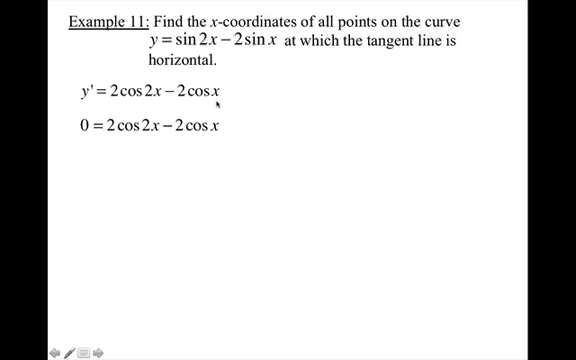 Example 11: Find the x-coordinates of all points on the curve
y = sin 2x − 2 sin x at which the tangent line is
horizontal.
y' = 2 cos 2x − 2 cos x
0 = 2 cos 2x − 2 cos x